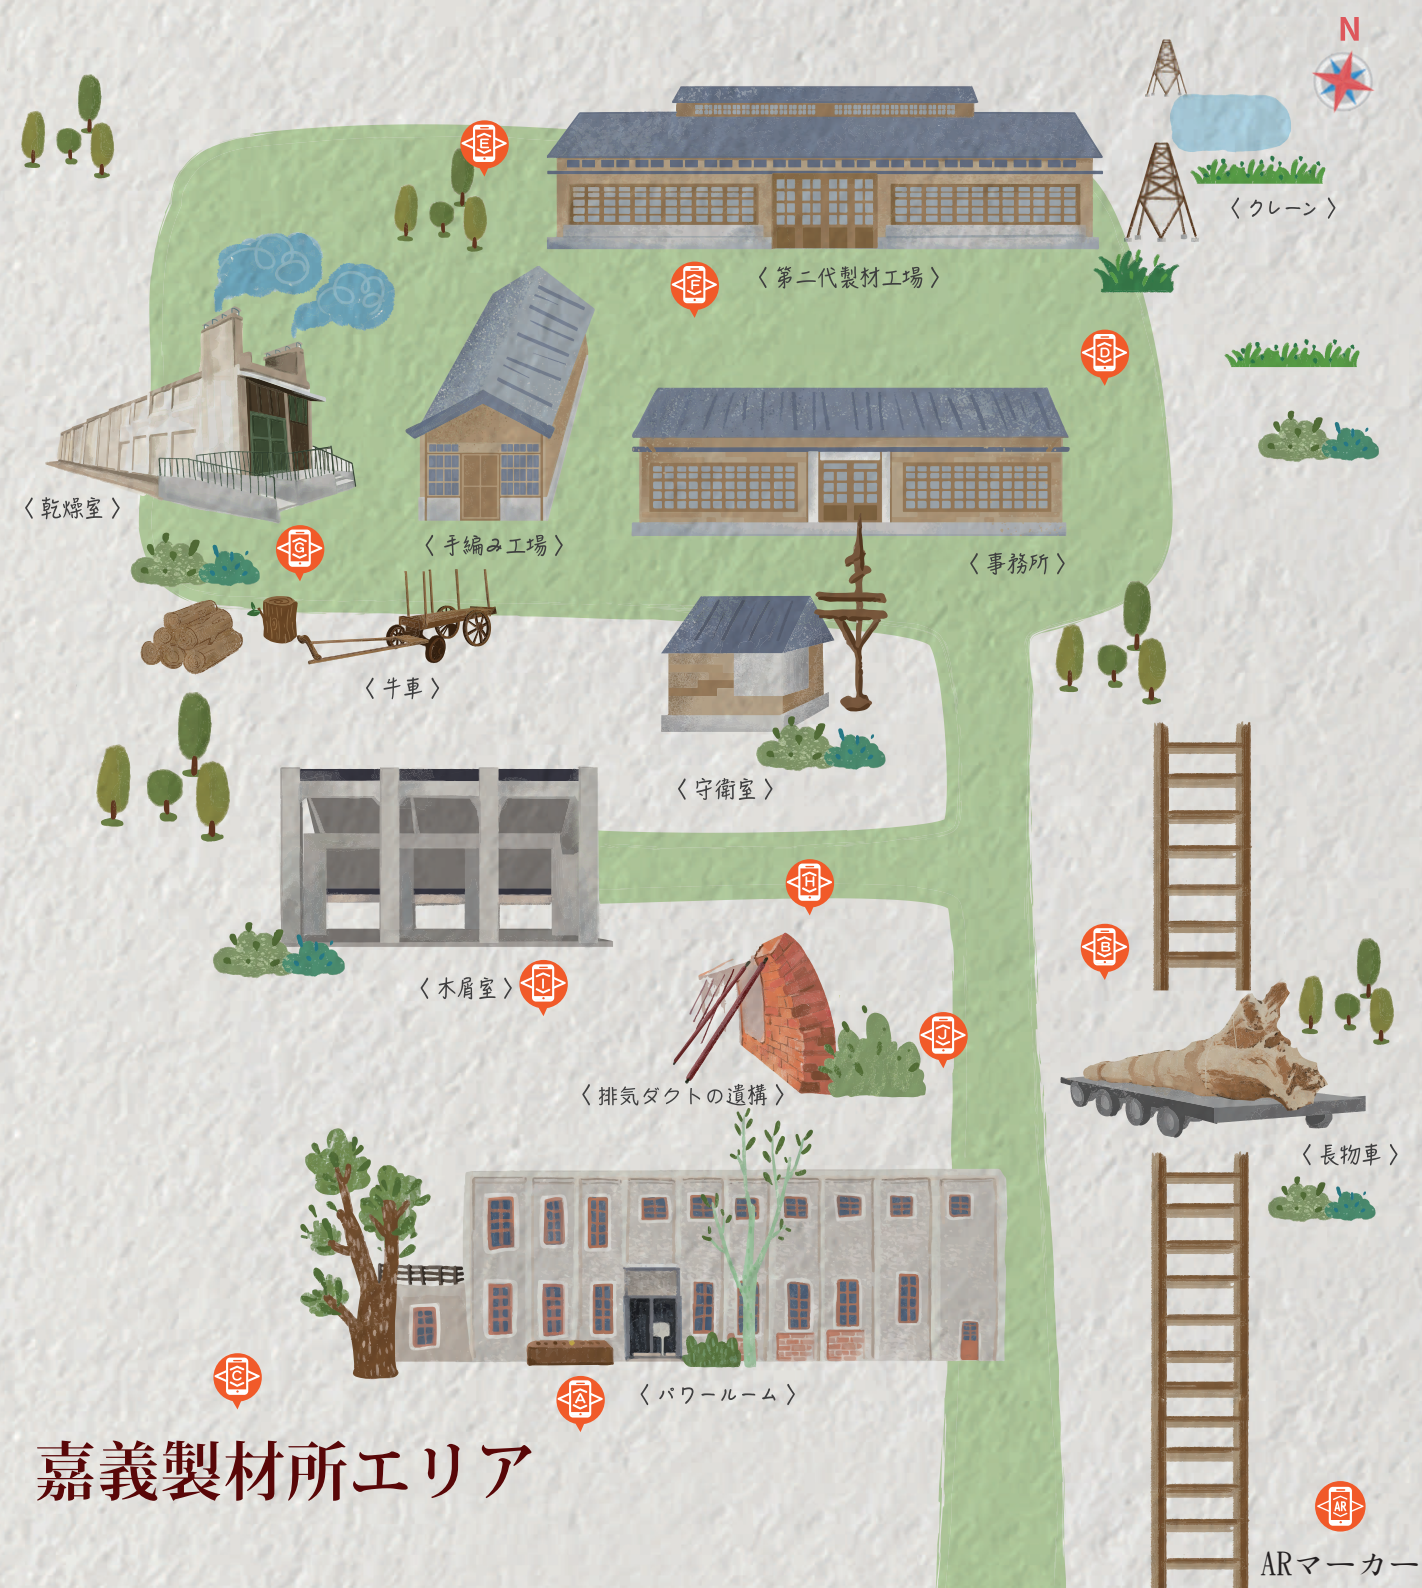 N
E
〈 クレーン 〉
〈 第二代製材工場 〉
F
D
〈 乾燥室 〉
〈 手編み工場 〉
〈 事務所 〉
G
〈 牛車 〉
〈 守衛室 〉
H
B
〈 木屑室 〉
I
J
〈 排気ダクトの遺構 〉
〈 長物車 〉
C
A
〈 パワールーム 〉
嘉義製材所エリア
AR
ARマーカー